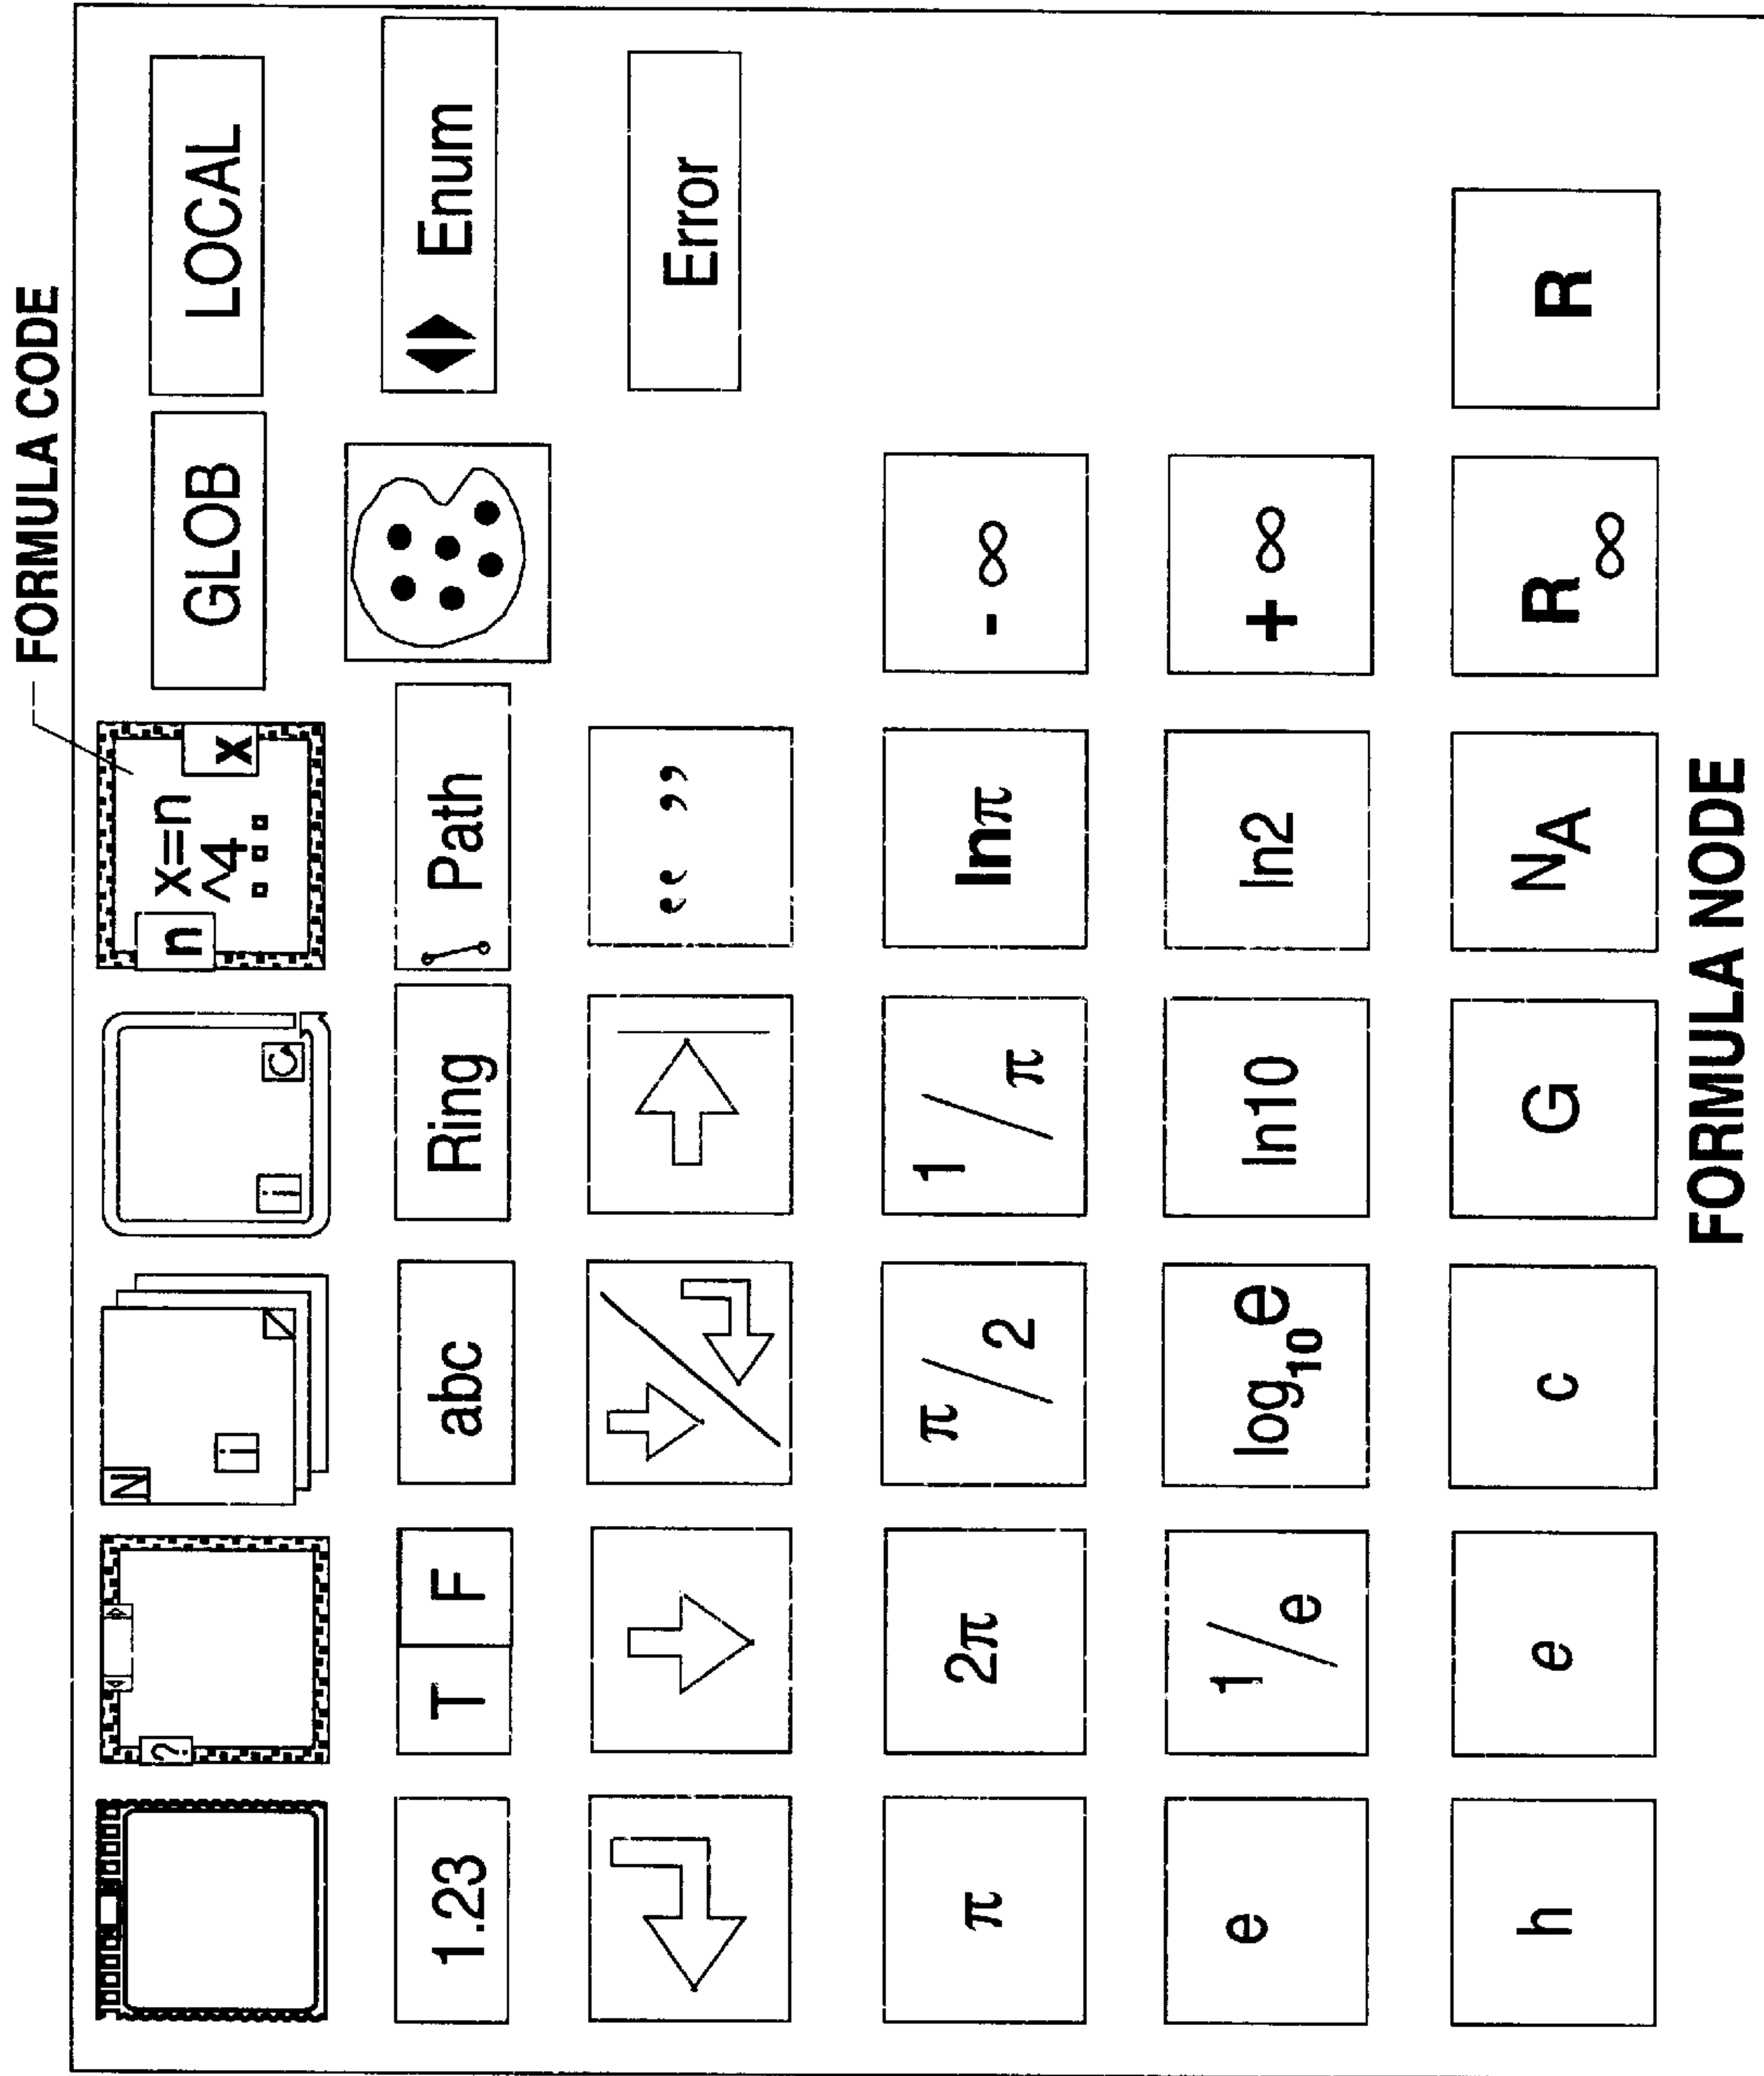 FORMULA CODE
? N i i n x=n ^4 x GLOB LOCAL
1.23 T F abc Ring Path Enum
“ ” Error
π 2π π/2 1/π lnπ - ∞
e 1/e log10e ln10 ln2 + ∞
h e c G NA R∞ R
FORMULA NODE